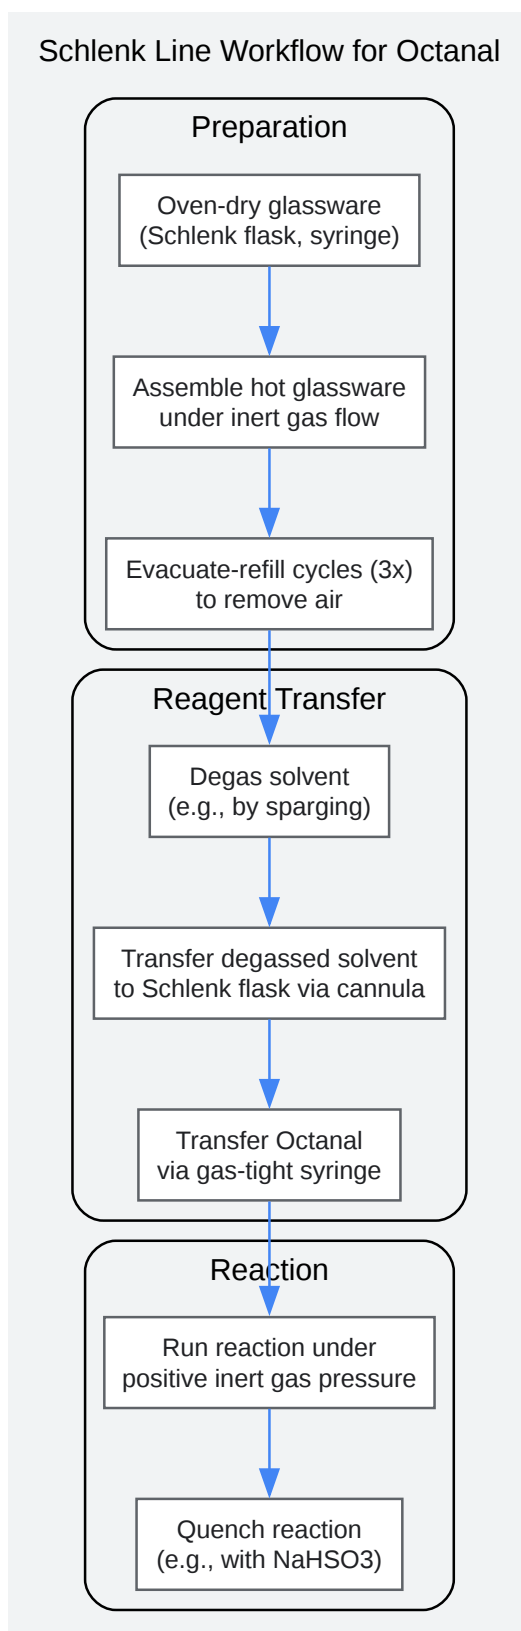 Schlenk Line Workflow for Octanal
Preparation
Oven-dry glassware
(Schlenk flask, syringe)
Assemble hot glassware
under inert gas flow
Evacuate-refill cycles (3x)
to remove air
Reagent Transfer
Degas solvent
(e.g., by sparging)
Transfer degassed solvent
to Schlenk flask via cannula
Transfer Octanal
via gas-tight syringe
Reaction
Run reaction under
positive inert gas pressure
Quench reaction
(e.g., with NaHSO3)